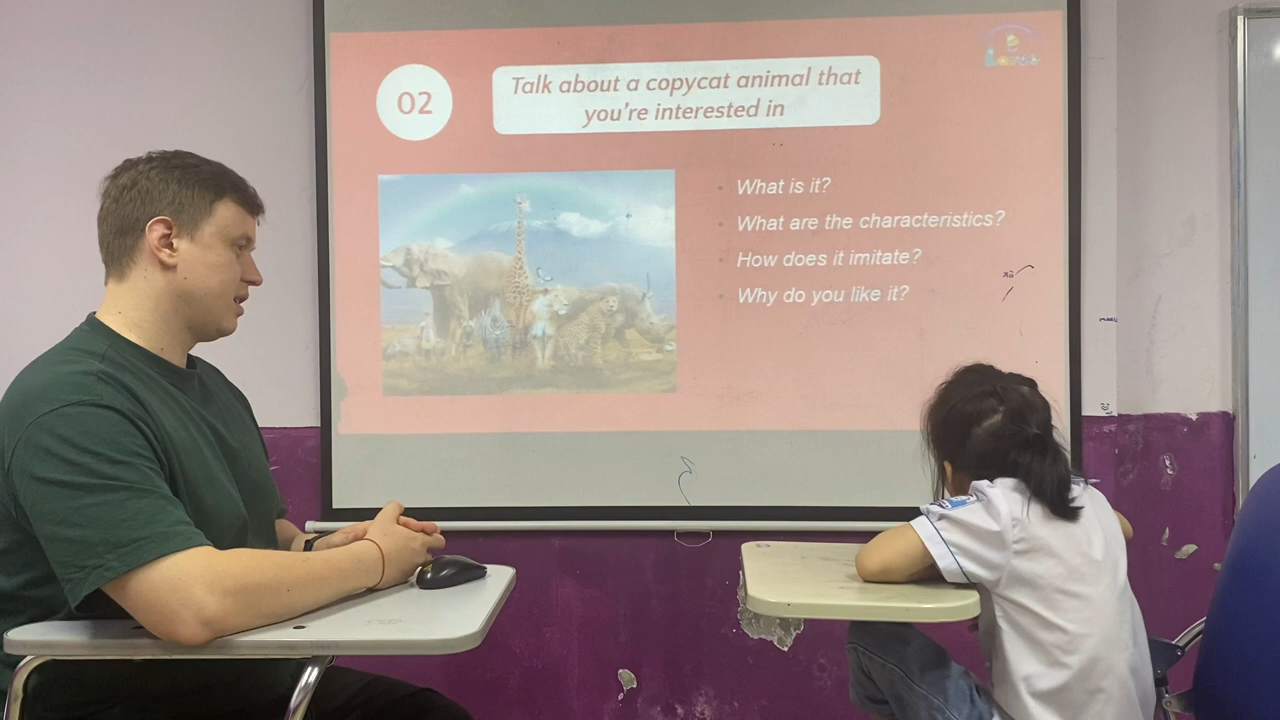 02
Talk about a copycat animal that
you're interested in
What is it?
What are the characteristics?
How does it imitate?
Why do you like it?